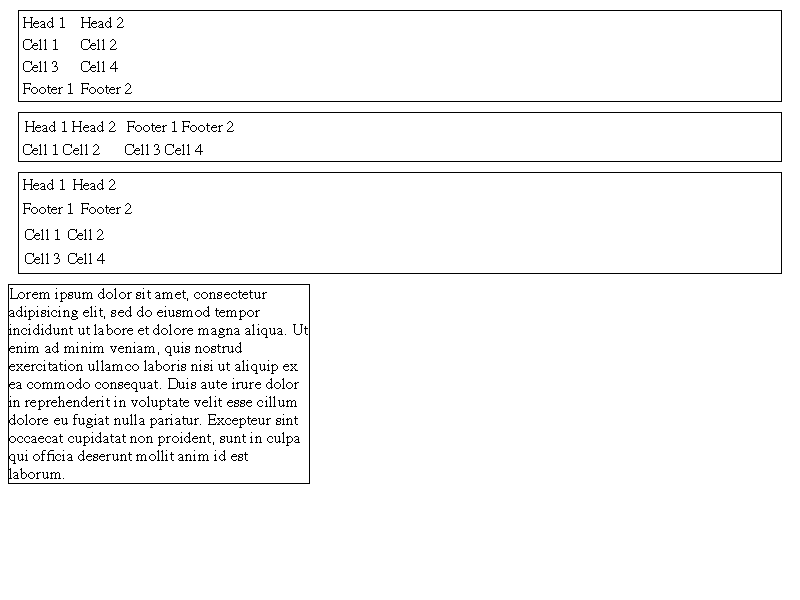 Head 1 Head 2
Cell 1 Cell 2
Cell 3 Cell 4
Footer 1 Footer 2
Head 1 Head 2 Footer 1 Footer 2
Cell 1 Cell 2 Cell 3 Cell 4
Head 1 Head 2
Footer 1 Footer 2
Cell 1 Cell 2
Cell 3 Cell 4
Lorem ipsum dolor sit amet, consectetur
adipisicing elit, sed do eiusmod tempor
incididunt ut labore et dolore magna aliqua. Ut
enim ad minim veniam, quis nostrud
exercitation ullamco laboris nisi ut aliquip ex
ea commodo consequat. Duis aute irure dolor
in reprehenderit in voluptate velit esse cillum
dolore eu fugiat nulla pariatur. Excepteur sint
occaecat cupidatat non proident, sunt in culpa
qui officia deserunt mollit anim id est
laborum.